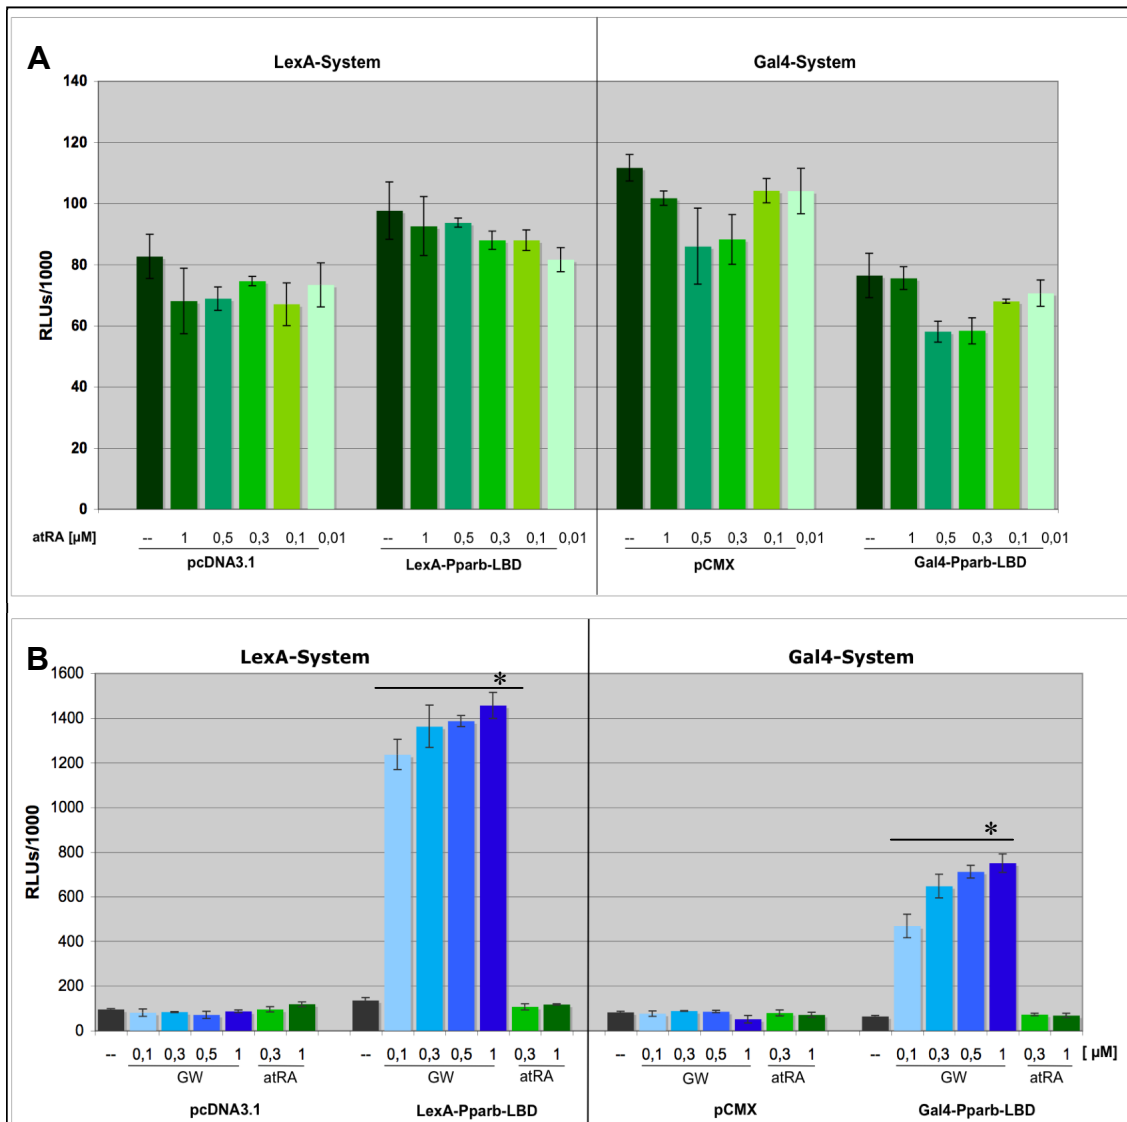 A
LexA-System Gal4-System
140
120
100
80
60
40
20
0
RLUs/1000
atRA [µM] -- 1 0,5 0,3 0,1 0,01 -- 1 0,5 0,3 0,1 0,01 -- 1 0,5 0,3 0,1 0,01 -- 1 0,5 0,3 0,1 0,01
pcDNA3.1 LexA-Pparb-LBD pCMX Gal4-Pparb-LBD
B
LexA-System Gal4-System
1600
1400
1200
1000
800
600
400
200
0
RLUs/1000
* *
-- 0,1 0,3 0,5 1 0,3 1 -- 0,1 0,3 0,5 1 0,3 1 -- 0,1 0,3 0,5 1 0,3 1 -- 0,1 0,3 0,5 1 0,3 1 [ µM]
GW atRA GW atRA GW atRA GW atRA
pcDNA3.1 LexA-Pparb-LBD pCMX Gal4-Pparb-LBD